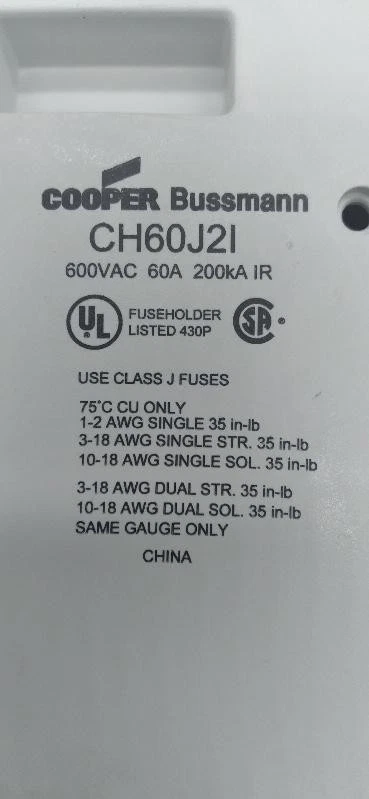 COOPER Bussmann
CH60J2I
600VAC 60A 200kA IR
UL FUSEHOLDER
LISTED 430P
SA
USE CLASS J FUSES
75°C CU ONLY
1-2 AWG SINGLE 35 in-lb
3-18 AWG SINGLE STR. 35 in-lb
10-18 AWG SINGLE SOL. 35 in-lb
3-18 AWG DUAL STR. 35 in-lb
10-18 AWG DUAL SOL. 35 in-lb
SAME GAUGE ONLY
CHINA